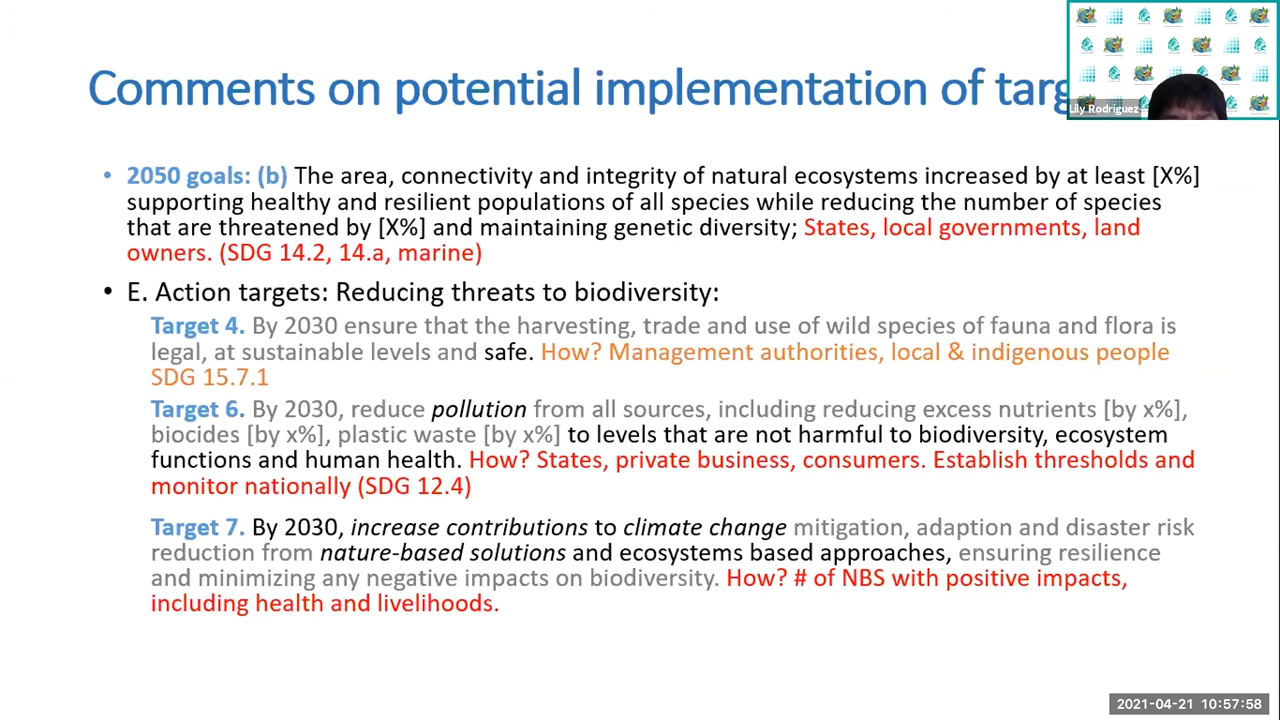 Comments on potential implementation of targ
Lily Rodriguez
• 2050 goals: (b) The area, connectivity and integrity of natural ecosystems increased by at least [X%]
supporting healthy and resilient populations of all species while reducing the number of species
that are threatened by [X%] and maintaining genetic diversity; States, local governments, land
owners. (SDG 14.2, 14.a, marine)
• E. Action targets: Reducing threats to biodiversity:
Target 4. By 2030 ensure that the harvesting, trade and use of wild species of fauna and flora is
legal, at sustainable levels and safe. How? Management authorities, local & indigenous people
SDG 15.7.1
Target 6. By 2030, reduce pollution from all sources, including reducing excess nutrients [by x%],
biocides [by x%], plastic waste [by x%] to levels that are not harmful to biodiversity, ecosystem
functions and human health. How? States, private business, consumers. Establish thresholds and
monitor nationally (SDG 12.4)
Target 7. By 2030, increase contributions to climate change mitigation, adaption and disaster risk
reduction from nature-based solutions and ecosystems based approaches, ensuring resilience
and minimizing any negative impacts on biodiversity. How? # of NBS with positive impacts,
including health and livelihoods.
2021-04-21 10:57:58